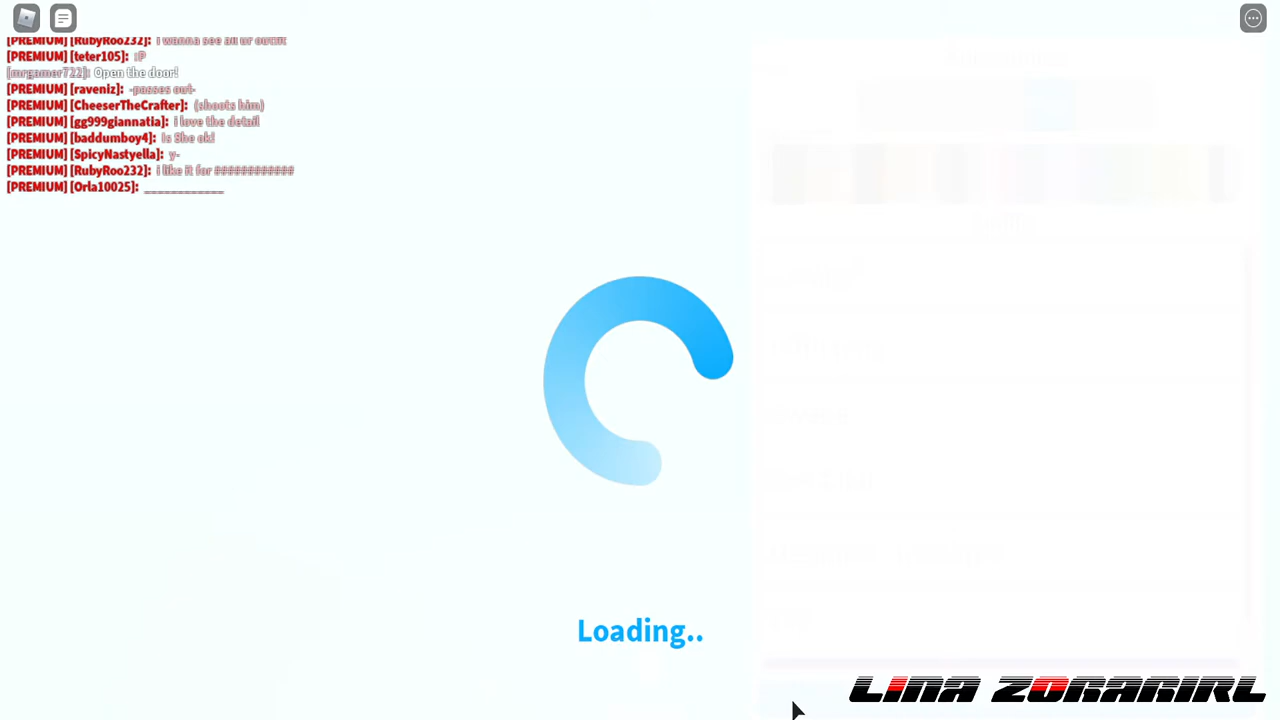 [PREMIUM] [RubyRoo232]: i wanna see all ur outfit
[PREMIUM] [teter105]: :P
[mrgamer722]: Open the door!
[PREMIUM] [raveniz]: -passes out-
[PREMIUM] [CheeserTheCrafter]: (shoots him)
[PREMIUM] [gg999giannatia]: i love the detail
[PREMIUM] [baddumboy4]: Is She ok!
[PREMIUM] [SpicyNastyella]: y-
[PREMIUM] [RubyRoo232]: i like it for ############
[PREMIUM] [Orla10025]: ____________
Loading..
LINA ZORARIRL